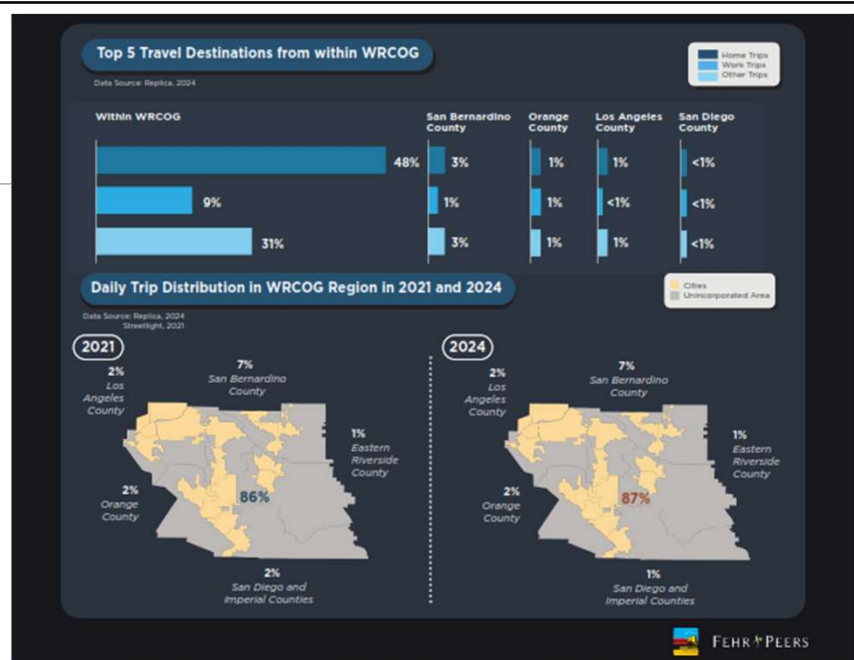 Top 5 Travel Destinations from within WRCOG
Data Source: Replica, 2024
Home Trips
Work Trips
Other Trips
Within WRCOG
San Bernardino
County
Orange
County
Los Angeles
County
San Diego
County
48%
3%
1%
1%
<1%
9%
1%
1%
<1%
<1%
31%
3%
1%
1%
<1%
Daily Trip Distribution in WRCOG Region in 2021 and 2024
Cities
Unincorporated Area
Data Source: Replica, 2024
Streetlight, 2021
2021
2%
Los
Angeles
County
7%
San Bernardino
County
1%
Eastern
Riverside
County
2%
Orange
County
86%
2%
San Diego and
Imperial Counties
2024
2%
Los
Angeles
County
7%
San Bernardino
County
1%
Eastern
Riverside
County
2%
Orange
County
87%
1%
San Diego and
Imperial Counties
FEHR PEERS